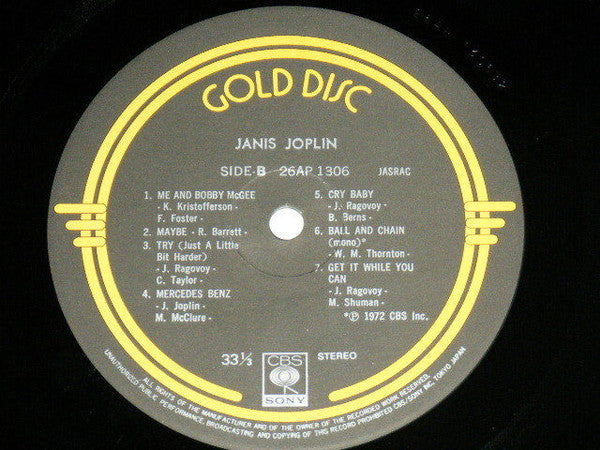 GOLD DISC
JANIS JOPLIN
SIDE-B 26AP 1306 JASRAC
1. ME AND BOBBY McGEE
- K. Kristofferson -
F. Foster -
2. MAYBE - R. Barrett -
3. TRY (Just A Little
Bit Harder)
- J. Ragovoy -
C. Taylor -
4. MERCEDES BENZ
- J. Joplin -
M. McClure -
5. CRY BABY
- J. Ragovoy -
B. Berns -
6. BALL AND CHAIN
(mono)*
- W. M. Thornton -
7. GET IT WHILE YOU
CAN
- J. Ragovoy -
M. Shuman -
*Ⓟ 1972 CBS Inc.
33⅓ CBS STEREO
SONY
ALL RIGHTS OF THE MANUFACTURER AND OF THE OWNER OF THE RECORDED WORK RESERVED.
UNAUTHORIZED PUBLIC PERFORMANCE, BROADCASTING AND COPYING OF THIS RECORD PROHIBITED CBS/SONY INC. TOKYO JAPAN